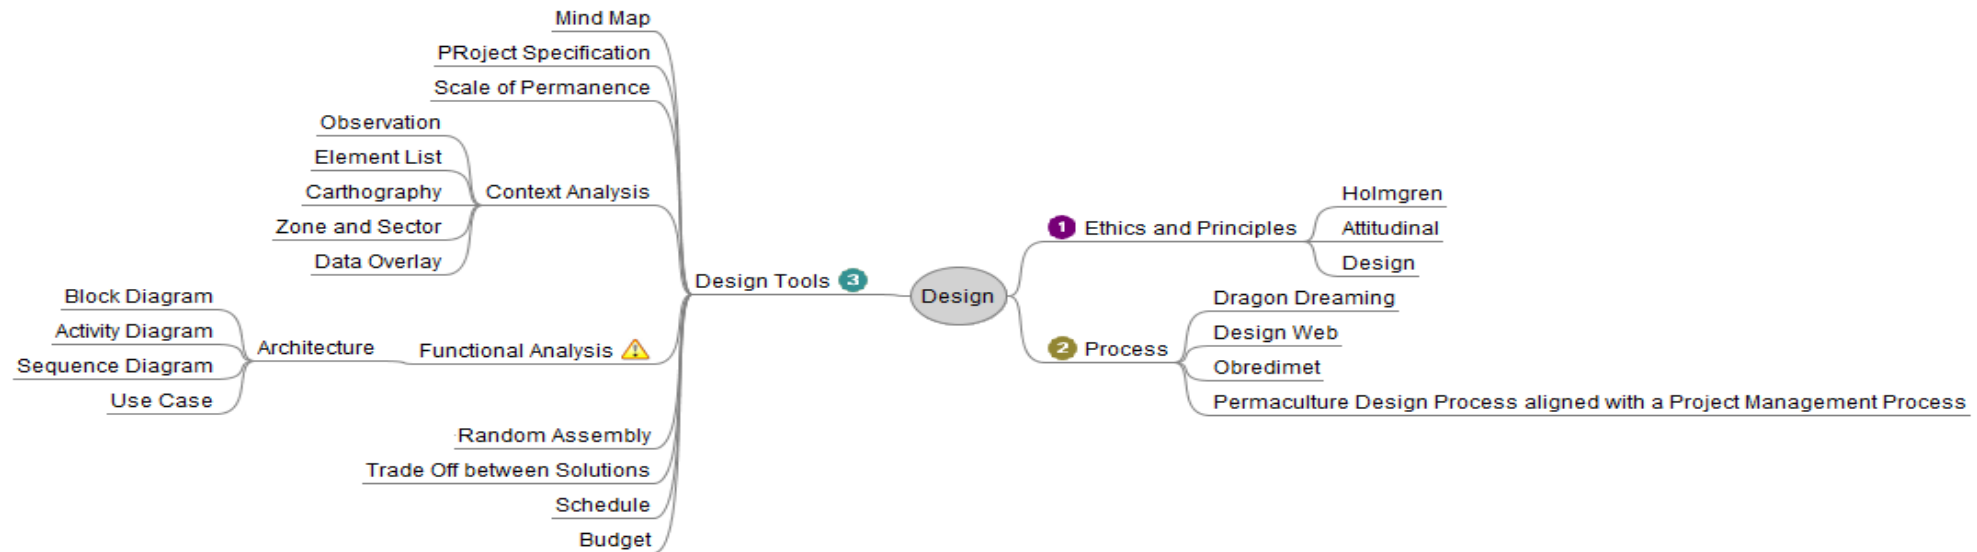 Mind Map
PRoject Specification
Scale of Permanence
Observation
Element List
Carthography
Zone and Sector
Data Overlay
Context Analysis
Block Diagram
Activity Diagram
Sequence Diagram
Use Case
Architecture
Functional Analysis
Random Assembly
Trade Off between Solutions
Schedule
Budget
Design Tools 3
Design
1 Ethics and Principles
Holmgren
Attitudinal
Design
2 Process
Dragon Dreaming
Design Web
Obredimet
Permaculture Design Process aligned with a Project Management Process